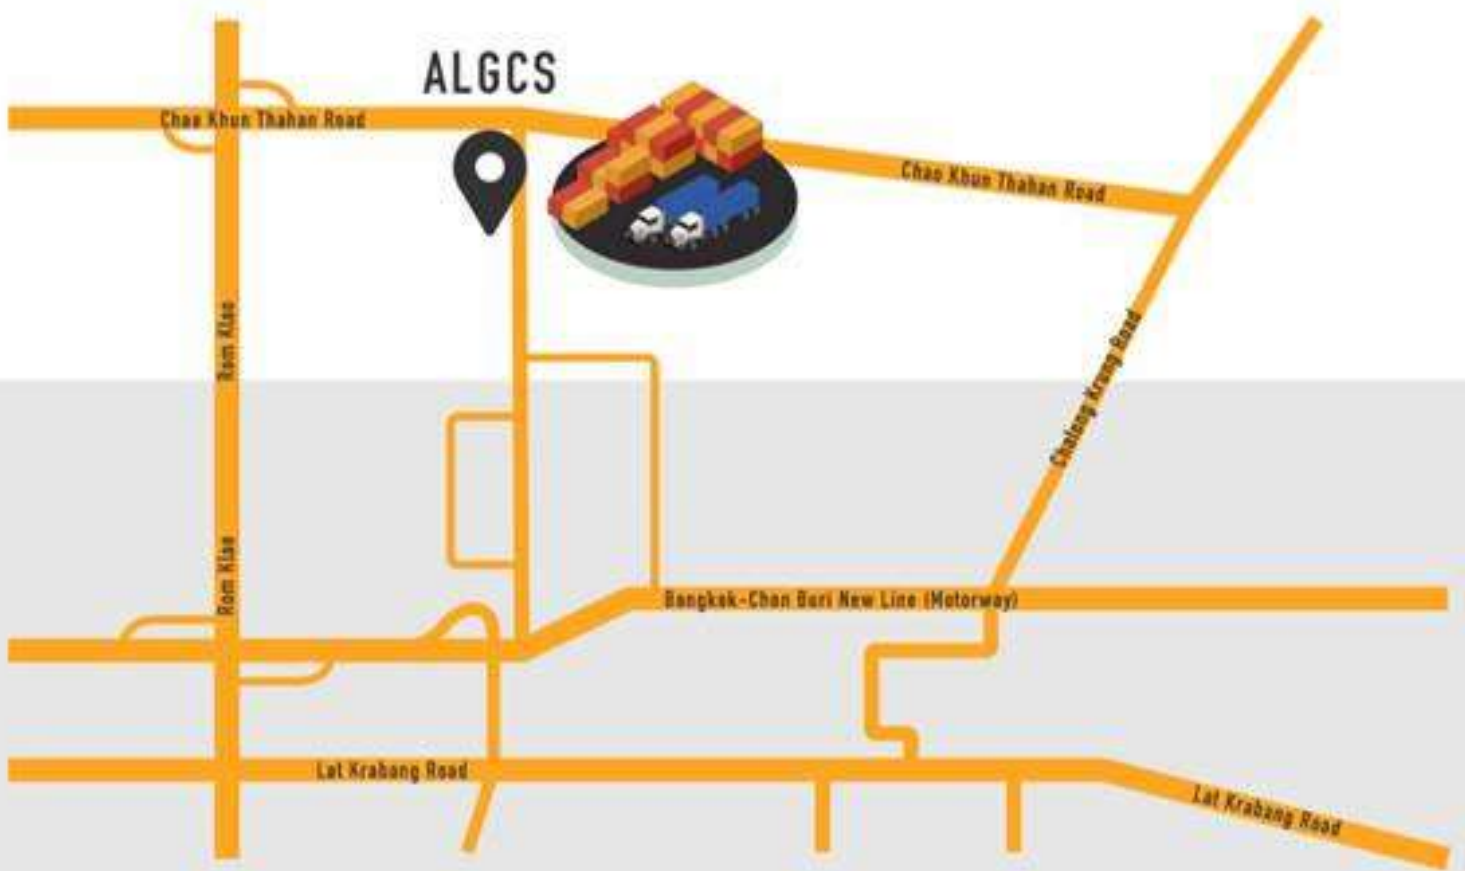 ALGCS
Chao Khun Thahan Road
Chao Khun Thahan Road
Rom Klao
Chalong Krung Road
Rom Klao
Bangkok-Chon Buri New Line (Motorway)
Lat Krabang Road
Lat Krabang Road